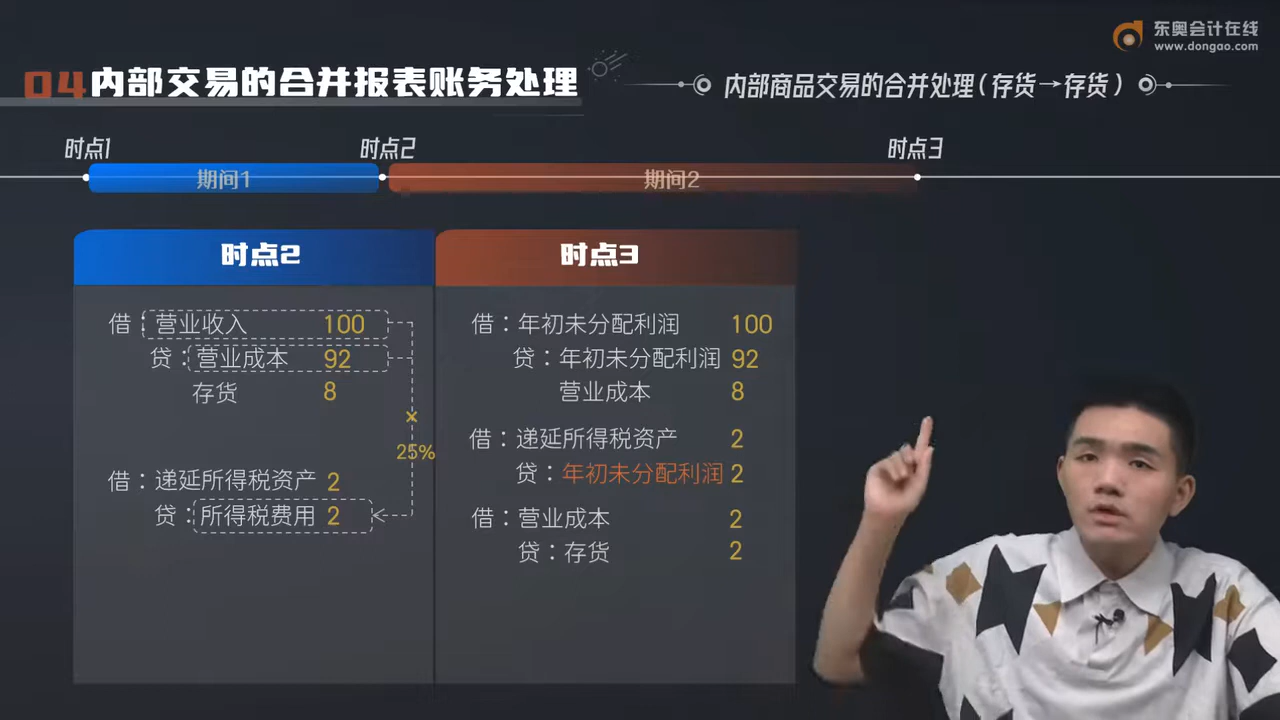 东奥会计在线
www.dongao.com
04内部交易的合并报表账务处理
内部商品交易的合并处理(存货→存货)
时点1
时点2
时点3
期间1
期间2
时点2
时点3
借：营业收入 100
贷：营业成本 92
存货 8
×
25%
借：递延所得税资产 2
贷：所得税费用 2
借：年初未分配利润 100
贷：年初未分配利润 92
营业成本 8
借：递延所得税资产 2
贷：年初未分配利润 2
借：营业成本 2
贷：存货 2